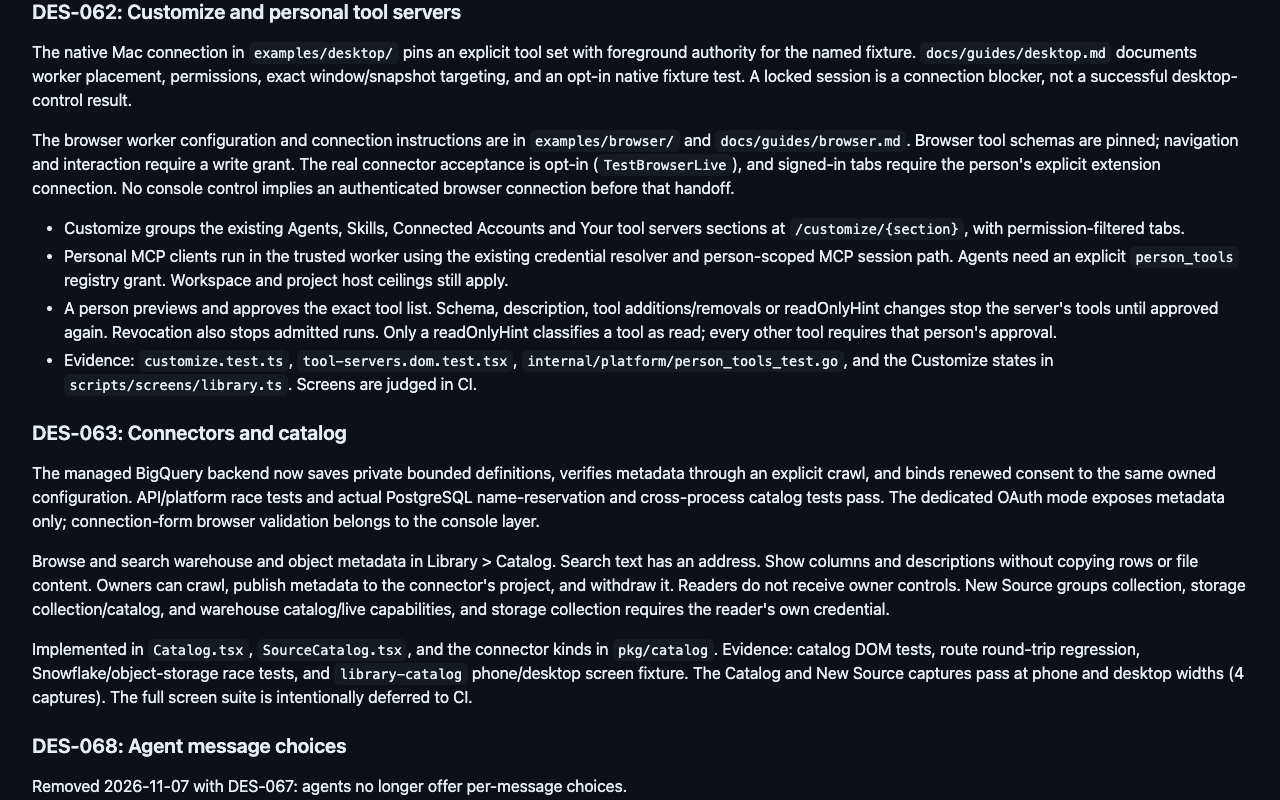 DES-062: Customize and personal tool servers
The native Mac connection in examples/desktop/ pins an explicit tool set with foreground authority for the named fixture. docs/guides/desktop.md documents
worker placement, permissions, exact window/snapshot targeting, and an opt-in native fixture test. A locked session is a connection blocker, not a successful desktop-
control result.
The browser worker configuration and connection instructions are in examples/browser/ and docs/guides/browser.md . Browser tool schemas are pinned; navigation
and interaction require a write grant. The real connector acceptance is opt-in ( TestBrowserLive ), and signed-in tabs require the person's explicit extension
connection. No console control implies an authenticated browser connection before that handoff.
• Customize groups the existing Agents, Skills, Connected Accounts and Your tool servers sections at /customize/{section} , with permission-filtered tabs.
• Personal MCP clients run in the trusted worker using the existing credential resolver and person-scoped MCP session path. Agents need an explicit person_tools
registry grant. Workspace and project host ceilings still apply.
• A person previews and approves the exact tool list. Schema, description, tool additions/removals or readOnlyHint changes stop the server's tools until approved
again. Revocation also stops admitted runs. Only a readOnlyHint classifies a tool as read; every other tool requires that person's approval.
• Evidence: customize.test.ts , tool-servers.dom.test.tsx , internal/platform/person_tools_test.go , and the Customize states in
scripts/screens/library.ts . Screens are judged in CI.
DES-063: Connectors and catalog
The managed BigQuery backend now saves private bounded definitions, verifies metadata through an explicit crawl, and binds renewed consent to the same owned
configuration. API/platform race tests and actual PostgreSQL name-reservation and cross-process catalog tests pass. The dedicated OAuth mode exposes metadata
only; connection-form browser validation belongs to the console layer.
Browse and search warehouse and object metadata in Library > Catalog. Search text has an address. Show columns and descriptions without copying rows or file
content. Owners can crawl, publish metadata to the connector's project, and withdraw it. Readers do not receive owner controls. New Source groups collection, storage
collection/catalog, and warehouse catalog/live capabilities, and storage collection requires the reader's own credential.
Implemented in Catalog.tsx , SourceCatalog.tsx , and the connector kinds in pkg/catalog . Evidence: catalog DOM tests, route round-trip regression,
Snowflake/object-storage race tests, and library-catalog phone/desktop screen fixture. The Catalog and New Source captures pass at phone and desktop widths (4
captures). The full screen suite is intentionally deferred to CI.
DES-068: Agent message choices
Removed 2026-11-07 with DES-067: agents no longer offer per-message choices.